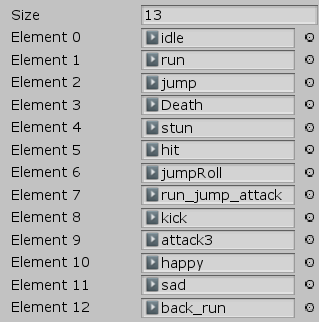 Size 13
Element 0 idle
Element 1 run
Element 2 jump
Element 3 Death
Element 4 stun
Element 5 hit
Element 6 jumpRoll
Element 7 run_jump_attack
Element 8 kick
Element 9 attack3
Element 10 happy
Element 11 sad
Element 12 back_run